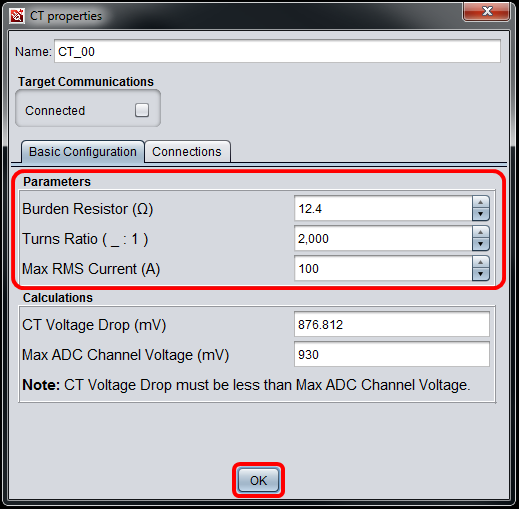 CT properties
Name: CT_00
Target Communications
Connected
Basic Configuration Connections
Parameters
Burden Resistor (Ω) 12.4
Turns Ratio ( _ : 1 ) 2,000
Max RMS Current (A) 100
Calculations
CT Voltage Drop (mV) 876.812
Max ADC Channel Voltage (mV) 930
Note: CT Voltage Drop must be less than Max ADC Channel Voltage.
OK